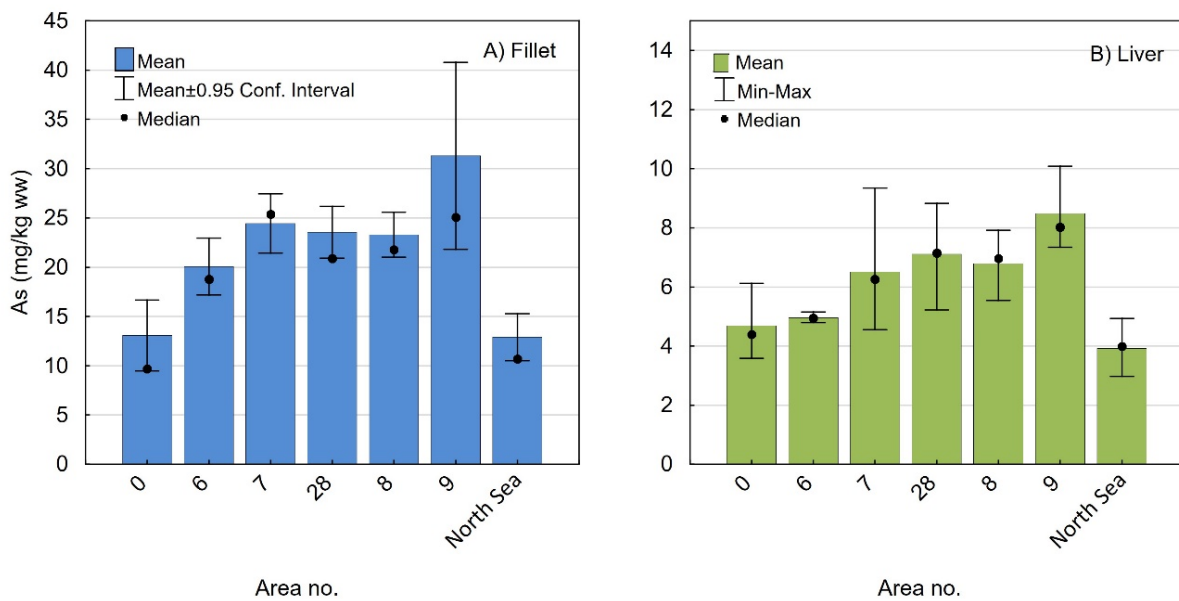 A) Fillet
Mean
Mean±0.95 Conf. Interval
Median
As (mg/kg ww)
45
40
35
30
25
20
15
10
5
0
0
6
7
28
8
9
North Sea
Area no.
B) Liver
Mean
Min-Max
Median
14
12
10
8
6
4
2
0
0
6
7
28
8
9
North Sea
Area no.